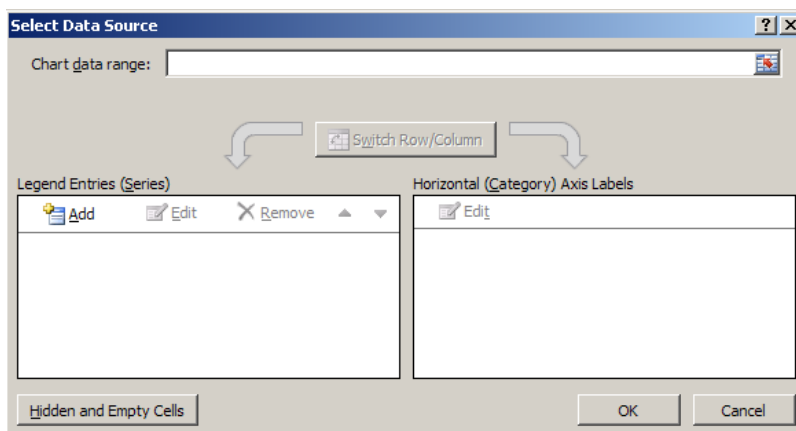 Select Data Source
Chart data range:
Switch Row/Column
Legend Entries (Series)
Horizontal (Category) Axis Labels
Add Edit Remove
Edit
Hidden and Empty Cells
OK Cancel